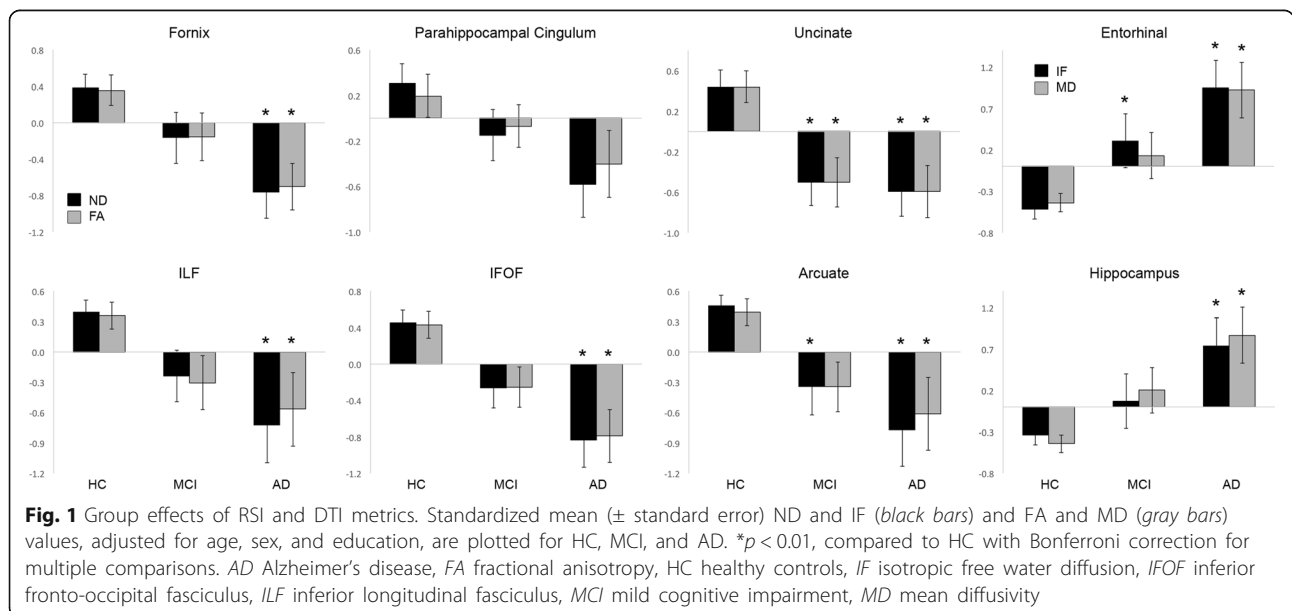 Fornix
Parahippocampal Cingulum
Uncinate
Entorhinal
0.8
0.4
0.0
-0.4
-0.8
-1.2
* *
ND
FA
0.6
0.2
-0.2
-0.6
-1.0
0.6
0.2
-0.2
-0.6
-1.0
* * * *
1.2
0.7
0.2
-0.3
-0.8
IF
MD
* * *
ILF
IFOF
Arcuate
Hippocampus
0.6
0.3
0.0
-0.3
-0.6
-0.9
-1.2
* *
HC MCI AD
0.8
0.4
0.0
-0.4
-0.8
-1.2
* *
HC MCI AD
0.6
0.3
0.0
-0.3
-0.6
-0.9
-1.2
* * *
HC MCI AD
1.2
0.7
0.2
-0.3
-0.8
* *
HC MCI AD
Fig. 1 Group effects of RSI and DTI metrics. Standardized mean (± standard error) ND and IF (black bars) and FA and MD (gray bars)
values, adjusted for age, sex, and education, are plotted for HC, MCI, and AD. *p < 0.01, compared to HC with Bonferroni correction for
multiple comparisons. AD Alzheimer's disease, FA fractional anisotropy, HC healthy controls, IF isotropic free water diffusion, IFOF inferior
fronto-occipital fasciculus, ILF inferior longitudinal fasciculus, MCI mild cognitive impairment, MD mean diffusivity